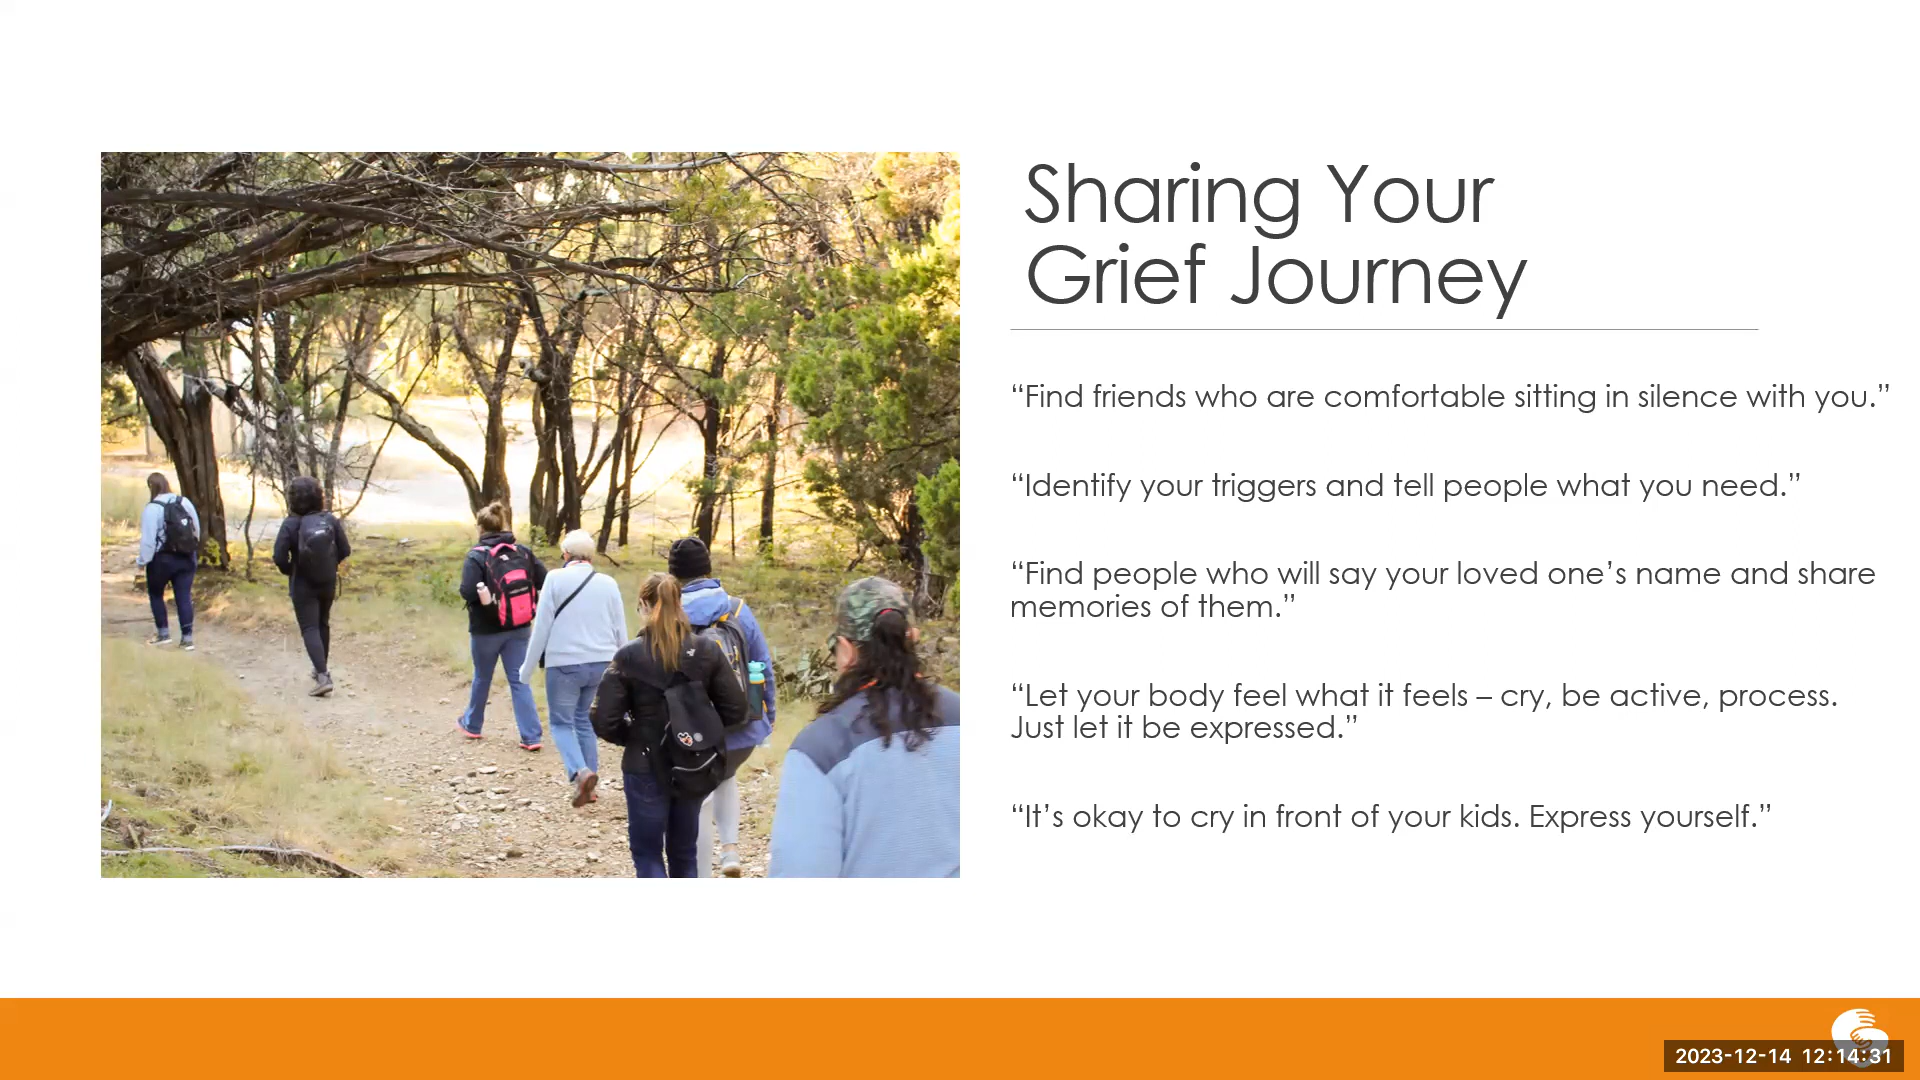 Sharing Your
Grief Journey
“Find friends who are comfortable sitting in silence with you.”
“Identify your triggers and tell people what you need.”
“Find people who will say your loved one’s name and share
memories of them.”
“Let your body feel what it feels – cry, be active, process.
Just let it be expressed.”
“It’s okay to cry in front of your kids. Express yourself.”
2023-12-14 12:14:31